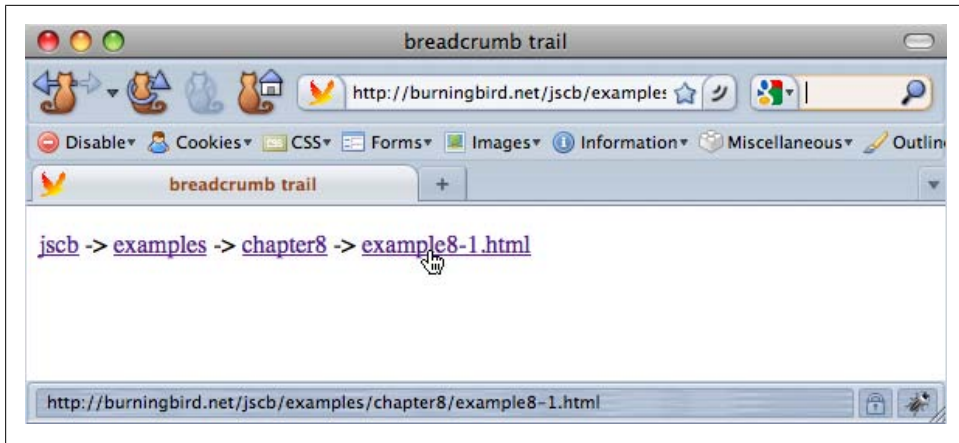 breadcrumb trail
http://burningbird.net/jscb/examples
Disable Cookies CSS Forms Images Information Miscellaneous Outlin
breadcrumb trail +
jscb -> examples -> chapter8 -> example8-1.html
http://burningbird.net/jscb/examples/chapter8/example8-1.html